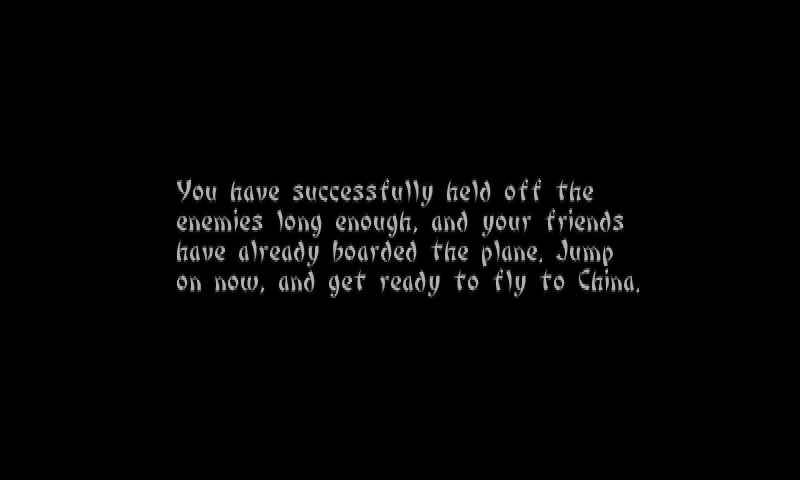 You have successfully held off the
enemies long enough, and your friends
have already boarded the plane. Jump
on now, and get ready to fly to China.